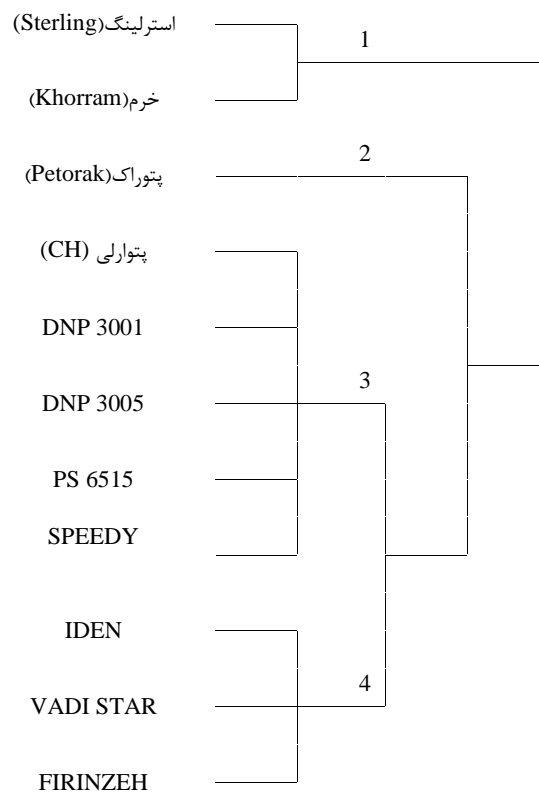 استرلینگ(Sterling)
1
خرم(Khorram)
2
پتوراک(Petorak)
پتوارلی (CH)
DNP 3001
3
DNP 3005
PS 6515
SPEEDY
IDEN
4
VADI STAR
FIRINZEH